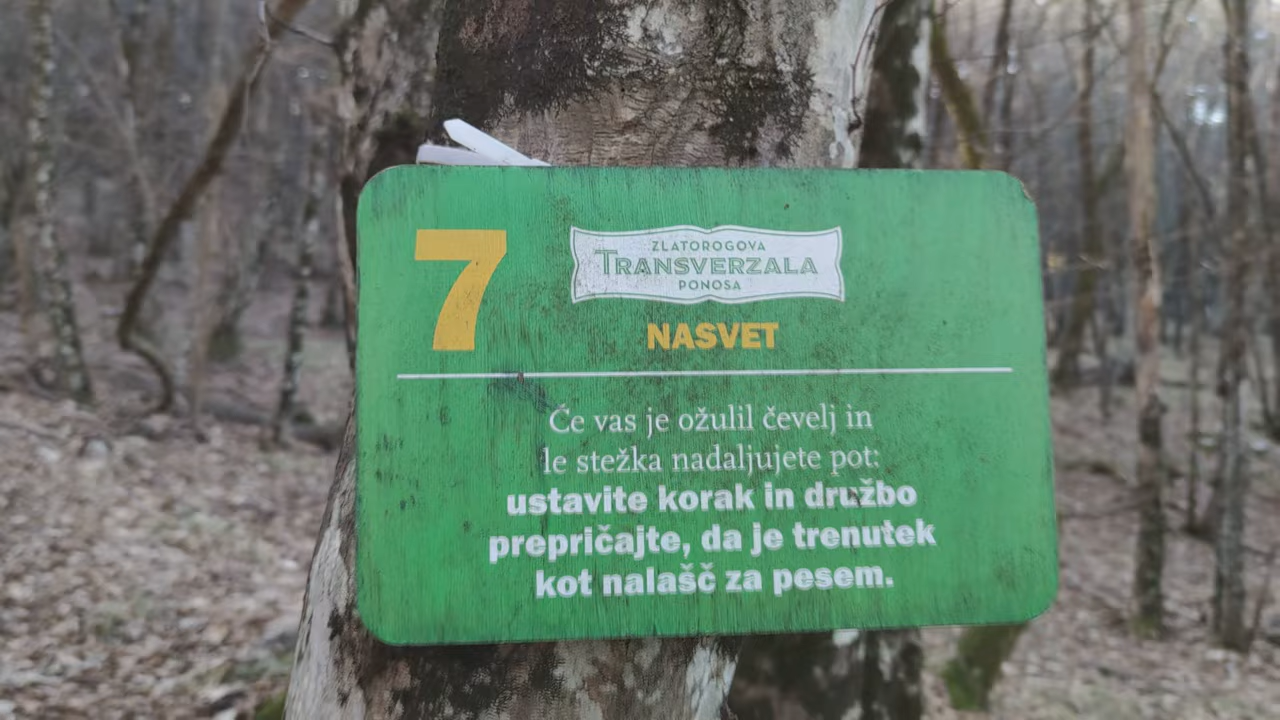 7
ZLATOROGOVA
TRANSVERZALA
PONOSA
NASVET
Če vas je ožulil čevelj in
le stežka nadaljujete pot:
ustavite korak in družbo
prepričajte, da je trenutek
kot nalašč za pesem.